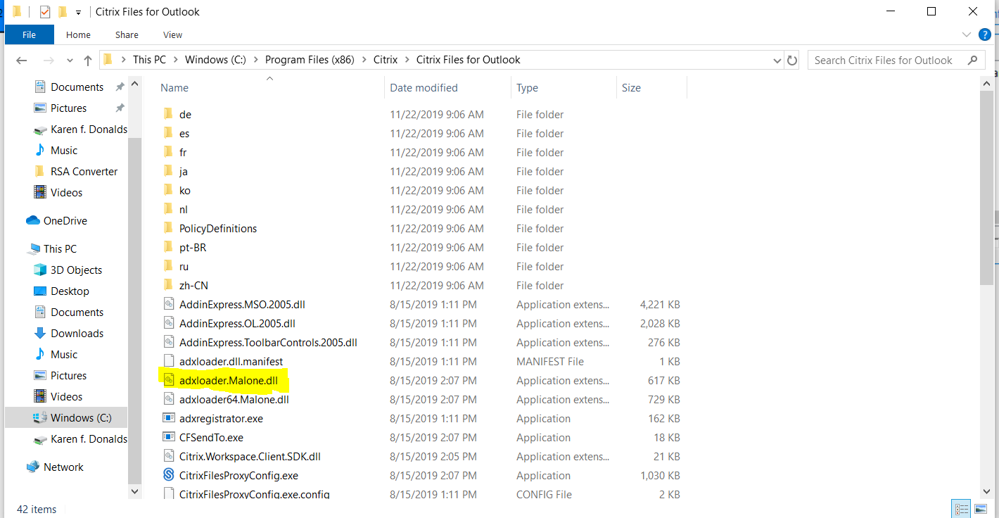 Citrix Files for Outlook
File Home Share View
This PC Windows (C:) Program Files (x86) Citrix Citrix Files for Outlook
Search Citrix Files for Outlook
Documents
Pictures
Karen f. Donalds
Music
RSA Converter
Videos
OneDrive
This PC
3D Objects
Desktop
Documents
Downloads
Music
Pictures
Videos
Windows (C:)
Karen f. Donalds
Network
Name Date modified Type Size
de 11/22/2019 9:06 AM File folder
es 11/22/2019 9:06 AM File folder
fr 11/22/2019 9:06 AM File folder
ja 11/22/2019 9:06 AM File folder
ko 11/22/2019 9:06 AM File folder
nl 11/22/2019 9:06 AM File folder
PolicyDefinitions 11/22/2019 9:06 AM File folder
pt-BR 11/22/2019 9:06 AM File folder
ru 11/22/2019 9:06 AM File folder
zh-CN 11/22/2019 9:06 AM File folder
AddinExpress.MSO.2005.dll 8/15/2019 1:11 PM Application extens... 4,221 KB
AddinExpress.OL.2005.dll 8/15/2019 1:11 PM Application extens... 2,028 KB
AddinExpress.ToolbarControls.2005.dll 8/15/2019 1:11 PM Application extens... 276 KB
adxloader.dll.manifest 8/15/2019 1:11 PM MANIFEST File 1 KB
adxloader.Malone.dll 8/15/2019 2:07 PM Application extens... 617 KB
adxloader64.Malone.dll 8/15/2019 2:07 PM Application extens... 729 KB
adxregistrator.exe 8/15/2019 1:11 PM Application 162 KB
CFSendTo.exe 8/15/2019 2:07 PM Application 18 KB
Citrix.Workspace.Client.SDK.dll 8/15/2019 2:05 PM Application extens... 21 KB
CitrixFilesProxyConfig.exe 8/15/2019 2:07 PM Application 1,030 KB
CitrixFilesProxyConfig.exe.config 8/15/2019 1:11 PM CONFIG File 2 KB
42 items